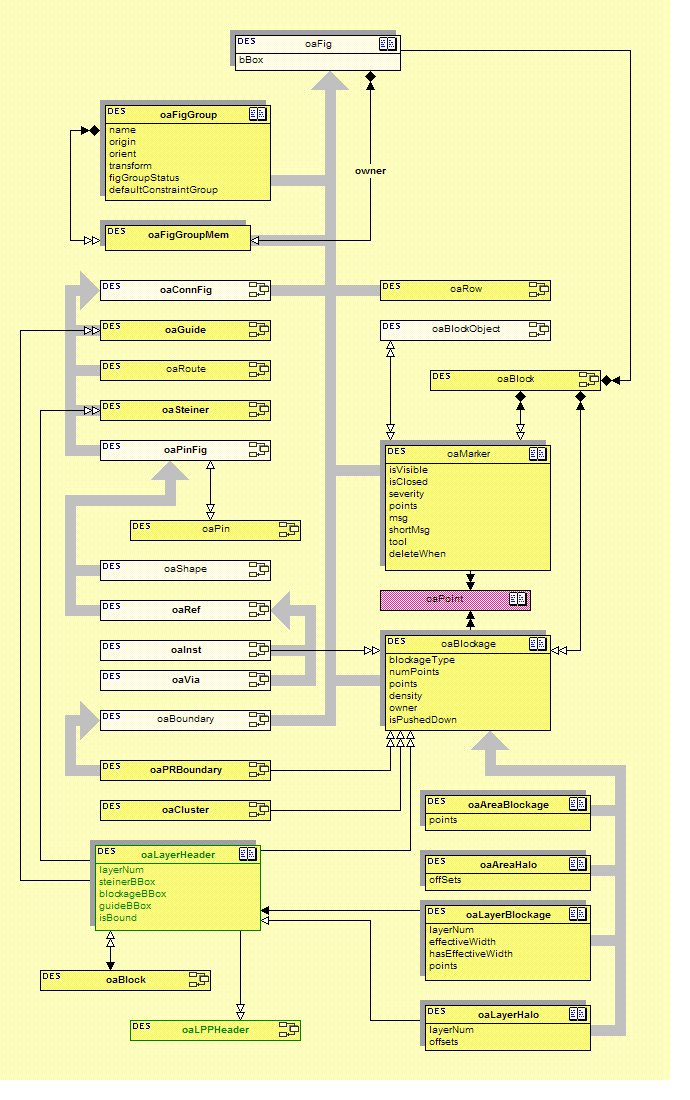 DES oaFig
bBox
DES oaFigGroup
name
origin
orient
transform
figGroupStatus
defaultConstraintGroup
owner
DES oaFigGroupMem
DES oaConnFig
DES oaRow
DES oaGuide
DES oaBlockObject
DES oaRoute
DES oaBlock
DES oaSteiner
DES oaPinFig
DES oaMarker
isVisible
isClosed
severity
points
msg
shortMsg
tool
deleteWhen
DES oaPin
DES oaShape
oaPoint
DES oaRef
DES oaInst
DES oaBlockage
blockageType
numPoints
points
density
owner
isPushedDown
DES oaVia
DES oaBoundary
DES oaPRBoundary
DES oaCluster
DES oaAreaBlockage
points
DES oaLayerHeader
layerNum
steinerBBox
blockageBBox
guideBBox
isBound
DES oaAreaHalo
offSets
DES oaLayerBlockage
layerNum
effectiveWidth
hasEffectiveWidth
points
DES oaBlock
DES oaLPPHeader
DES oaLayerHalo
layerNum
offsets